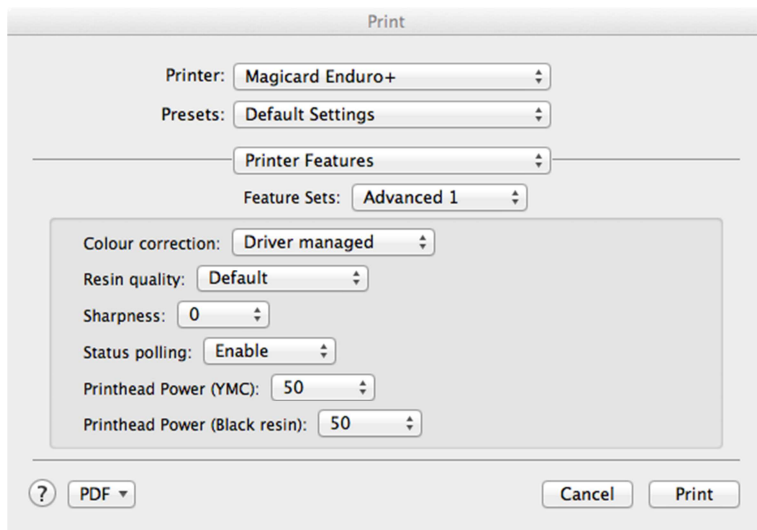 Print
Printer: Magicard Enduro+
Presets: Default Settings
Printer Features
Feature Sets: Advanced 1
Colour correction: Driver managed
Resin quality: Default
Sharpness: 0
Status polling: Enable
Printhead Power (YMC): 50
Printhead Power (Black resin): 50
? PDF Cancel Print